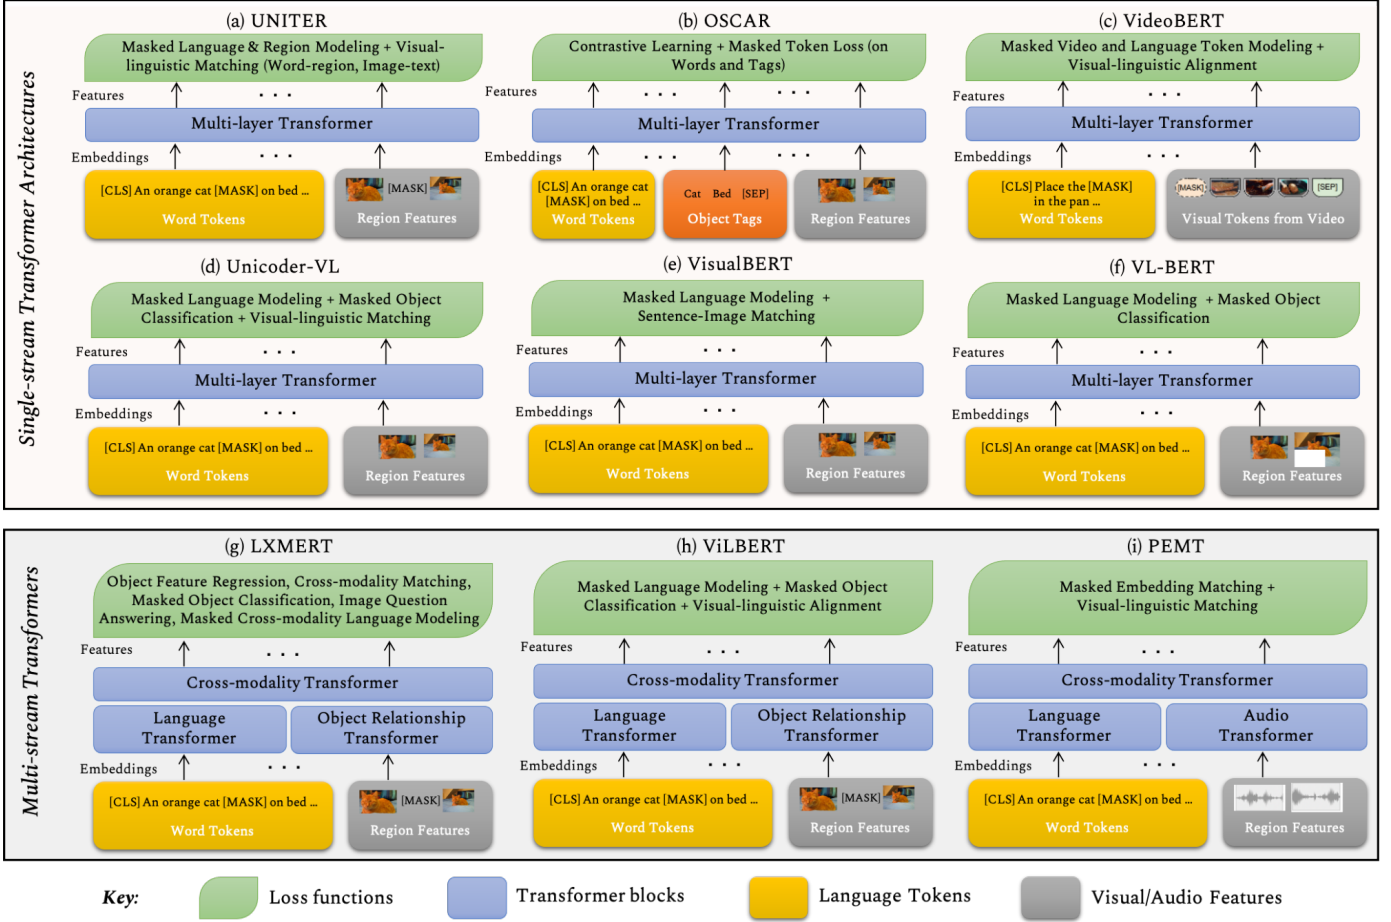 Single-stream Transformer Architectures
(a) UNITER
Masked Language & Region Modeling + Visual-
linguistic Matching (Word-region, Image-text)
Features
. . .
Multi-layer Transformer
Embeddings
. . .
[CLS] An orange cat [MASK] on bed ...
Word Tokens
[MASK]
Region Features
(b) OSCAR
Contrastive Learning + Masked Token Loss (on
Words and Tags)
Features
. . . . . .
Multi-layer Transformer
Embeddings
. . . . . .
[CLS] An orange cat
[MASK] on bed ...
Word Tokens
Cat Bed [SEP]
Object Tags
Region Features
(c) VideoBERT
Masked Video and Language Token Modeling +
Visual-linguistic Alignment
Features
. . .
Multi-layer Transformer
Embeddings
. . .
[CLS] Place the [MASK]
in the pan ...
Word Tokens
[MASK] [SEP]
Visual Tokens from Video
(d) Unicoder-VL
Masked Language Modeling + Masked Object
Classification + Visual-linguistic Matching
Features
. . .
Multi-layer Transformer
Embeddings
. . .
[CLS] An orange cat [MASK] on bed ...
Word Tokens
Region Features
(e) VisualBERT
Masked Language Modeling +
Sentence-Image Matching
Features
. . .
Multi-layer Transformer
Embeddings
. . .
[CLS] An orange cat [MASK] on bed ...
Word Tokens
Region Features
(f) VL-BERT
Masked Language Modeling + Masked Object
Classification
Features
. . .
Multi-layer Transformer
Embeddings
. . .
[CLS] An orange cat [MASK] on bed ...
Word Tokens
Region Features
Multi-stream Transformers
(g) LXMERT
Object Feature Regression, Cross-modality Matching,
Masked Object Classification, Image Question
Answering, Masked Cross-modality Language Modeling
Features
. . .
Cross-modality Transformer
Language
Transformer
Object Relationship
Transformer
Embeddings
. . .
[CLS] An orange cat [MASK] on bed ...
Word Tokens
[MASK]
Region Features
(h) ViLBERT
Masked Language Modeling + Masked Object
Classification + Visual-linguistic Alignment
Features
. . .
Cross-modality Transformer
Language
Transformer
Object Relationship
Transformer
Embeddings
. . .
[CLS] An orange cat [MASK] on bed ...
Word Tokens
[MASK]
Region Features
(i) PEMT
Masked Embedding Matching +
Visual-linguistic Matching
Features
. . .
Cross-modality Transformer
Language
Transformer
Audio
Transformer
Embeddings
. . .
[CLS] An orange cat [MASK] on bed ...
Word Tokens
Region Features
Key:
Loss functions
Transformer blocks
Language Tokens
Visual/Audio Features